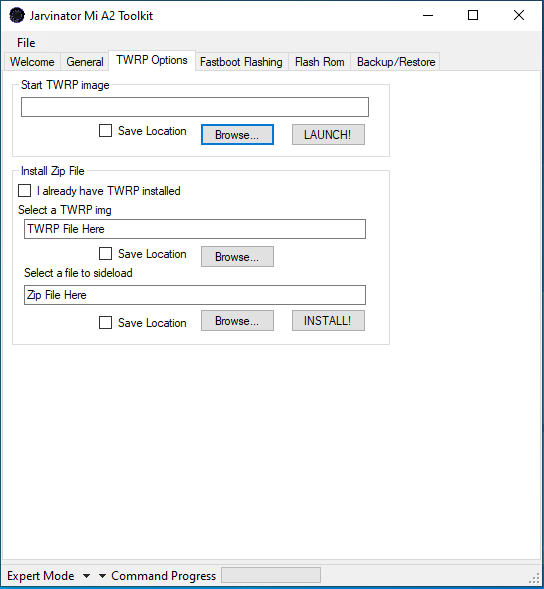 Jarvinator Mi A2 Toolkit
File
Welcome General TWRP Options Fastboot Flashing Flash Rom Backup/Restore
Start TWRP image
Save Location Browse... LAUNCH!
Install Zip File
I already have TWRP installed
Select a TWRP img
TWRP File Here
Save Location Browse...
Select a file to sideload
Zip File Here
Save Location Browse... INSTALL!
Expert Mode Command Progress